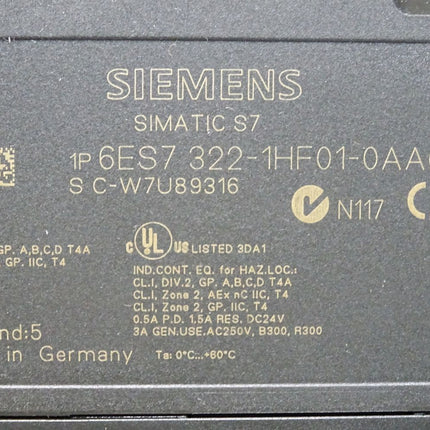 SIEMENS
SIMATIC S7
1P 6ES7 322-1HF01-0AA
S C-W7U89316
N117
C UL US LISTED 3DA1
GP. A,B,C,D T4A
GP. IIC, T4
IND.CONT. EQ. for HAZ.LOC.:
CL.I, DIV.2, GP. A,B,C,D T4A
CL.I, Zone 2, AEx nC IIC, T4
CL.I, Zone 2, GP. IIC, T4
0.5A P.D. 1.5A RES. DC24V
3A GEN.USE.AC250V, B300, R300
nd:5
in Germany
Ta: 0°C...+60°C